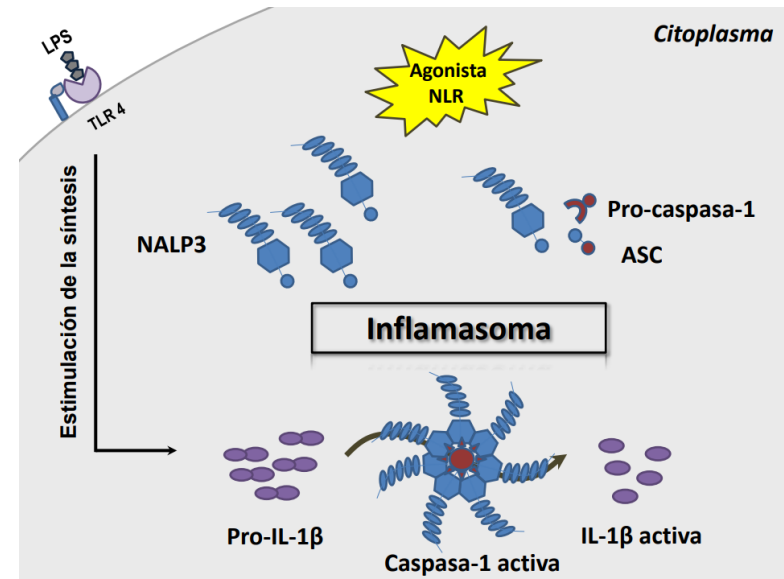 Citoplasma
LPS
TLR 4
Agonista
NLR
Pro-caspasa-1
NALP3
ASC
Inflamasoma
Estimulación de la síntesis
Pro-IL-1β
IL-1β activa
Caspasa-1 activa